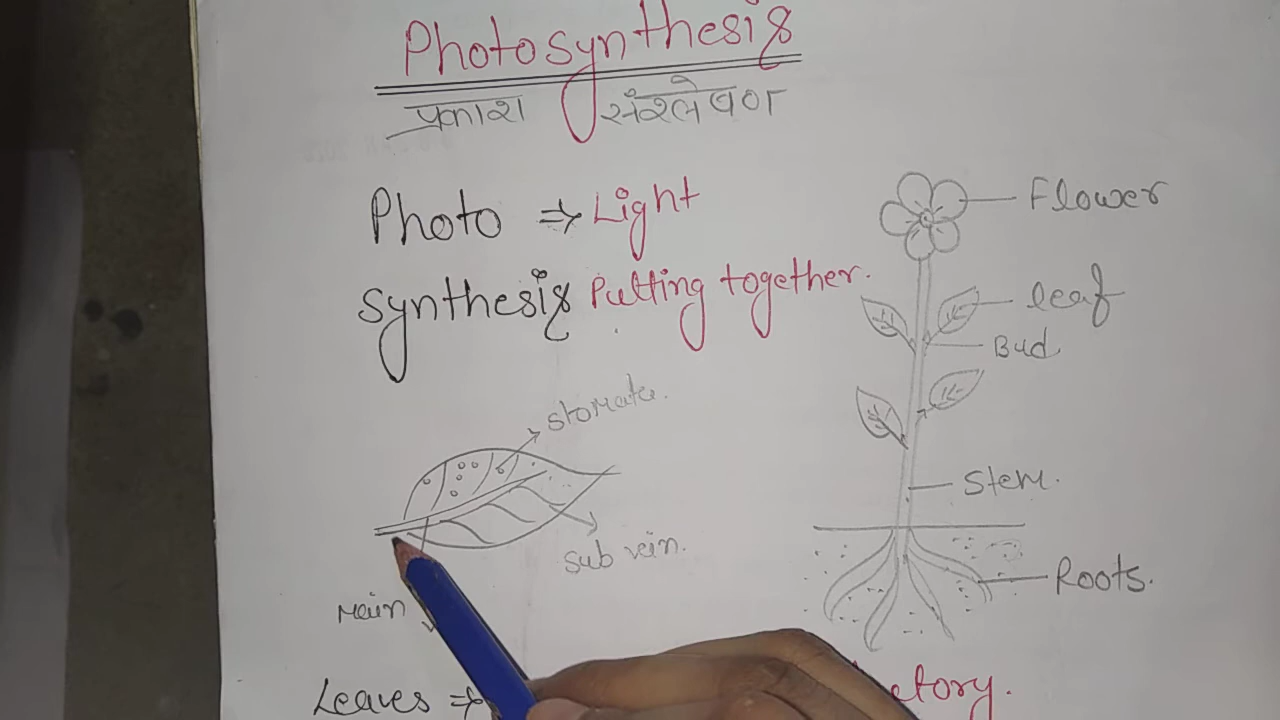 Photosynthesis
प्रकाश संश्लेषण
Photo ⇒ Light
synthesis Putting together.
Flower
leaf
Bud
stomata.
stem.
sub vein.
Roots.
Main
Leaves ⇒